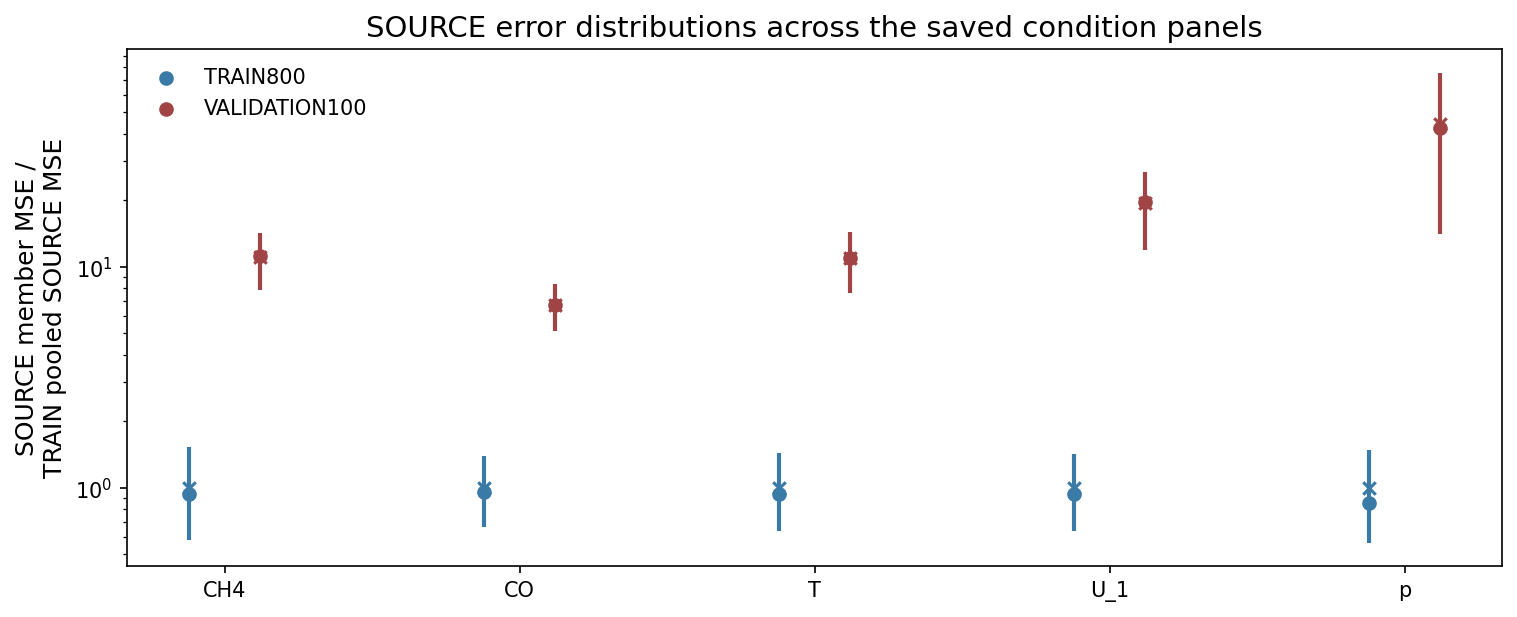 SOURCE error distributions across the saved condition panels
TRAIN800
VALIDATION100
SOURCE member MSE /
TRAIN pooled SOURCE MSE
10¹
10⁰
CH4
CO
T
U_1
p